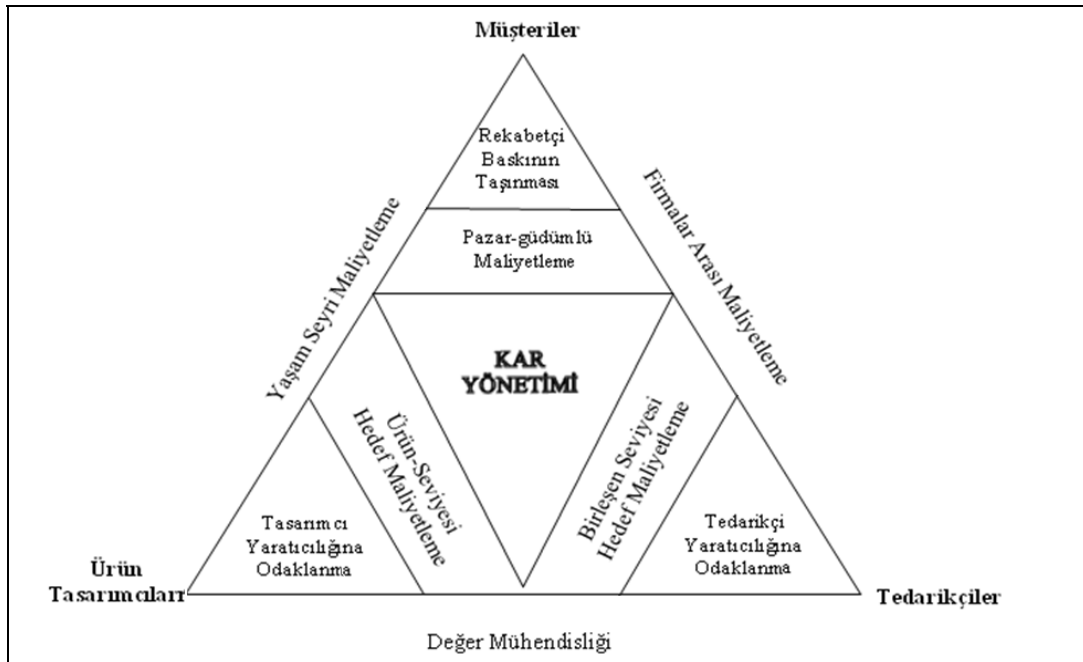 Müşteriler
Rekabetçi
Baskının
Taşınması
Pazar-güdümlü
Maliyetleme
Yaşam Seyri Maliyetleme
Firmalar Arası Maliyetleme
KAR
YÖNETİMİ
Ürün-Seviyesi
Hedef Maliyetleme
Birleşen Seviyesi
Hedef Maliyetleme
Tasarımcı
Yaratıcılığına
Odaklanma
Tedarikçi
Yaratıcılığına
Odaklanma
Ürün
Tasarımcıları
Tedarikçiler
Değer Mühendisliği